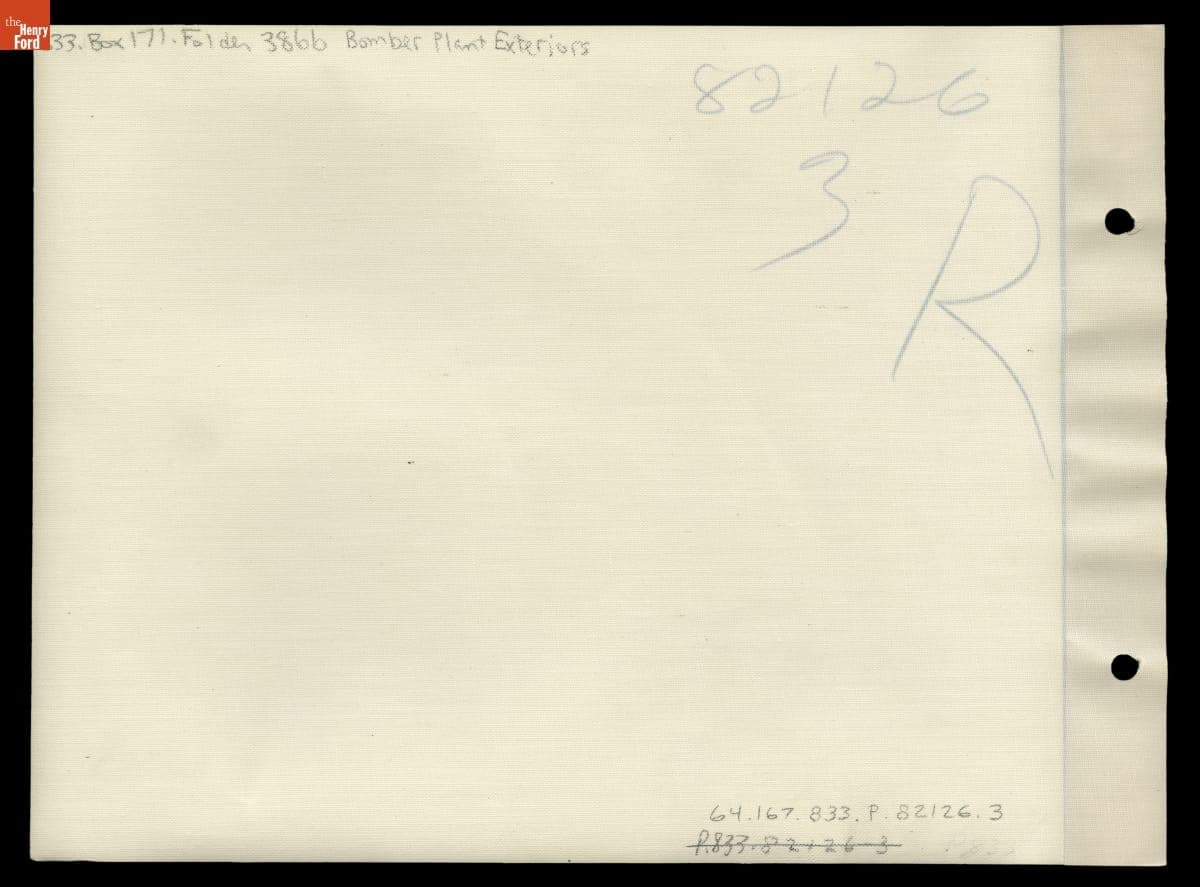 the Henry Ford
33. Box 171. Folder 3866 Bomber Plant Exteriors
82126
3
R
64.167.833.P.82126.3
P.833.82126-3